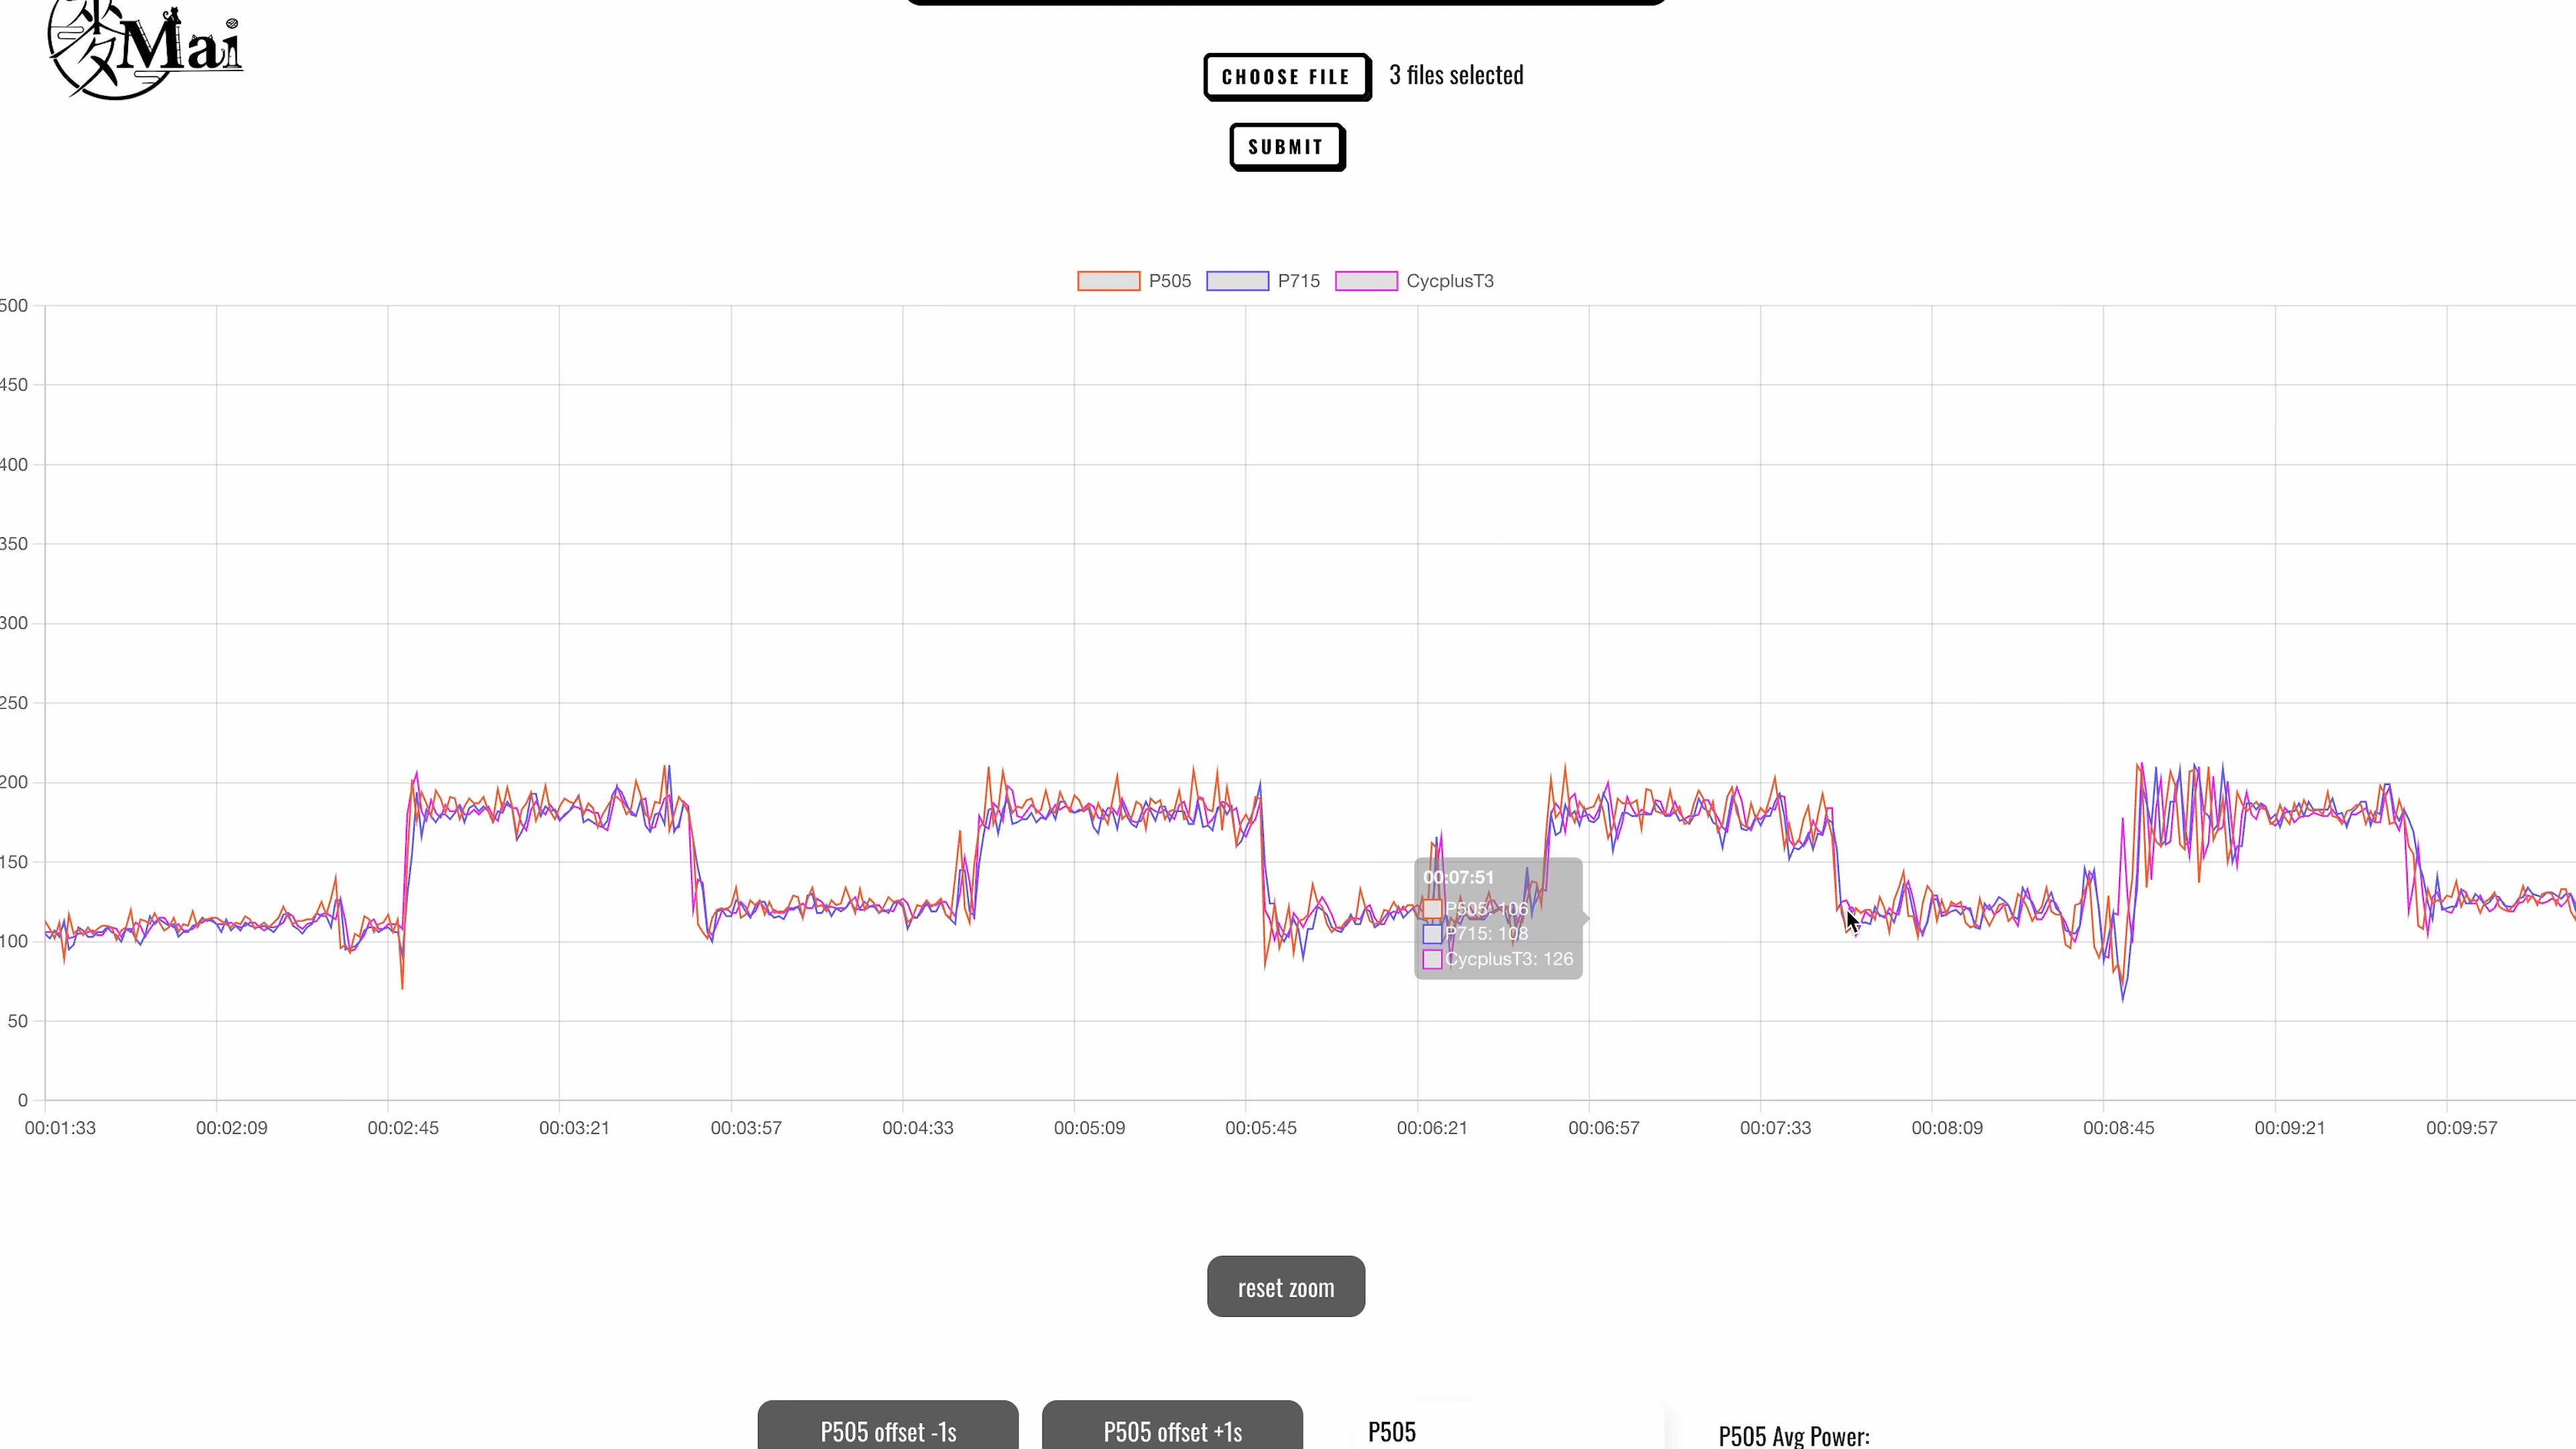 Mai
CHOOSE FILE 3 files selected
SUBMIT
P505 P715 CycplusT3
500
450
400
350
300
250
200
150
100
50
0
00:07:51
P505: 106
P715: 108
CycplusT3: 126
00:01:33 00:02:09 00:02:45 00:03:21 00:03:57 00:04:33 00:05:09 00:05:45 00:06:21 00:06:57 00:07:33 00:08:09 00:08:45 00:09:21 00:09:57
reset zoom
P505 offset -1s P505 offset +1s P505 P505 Avg Power: